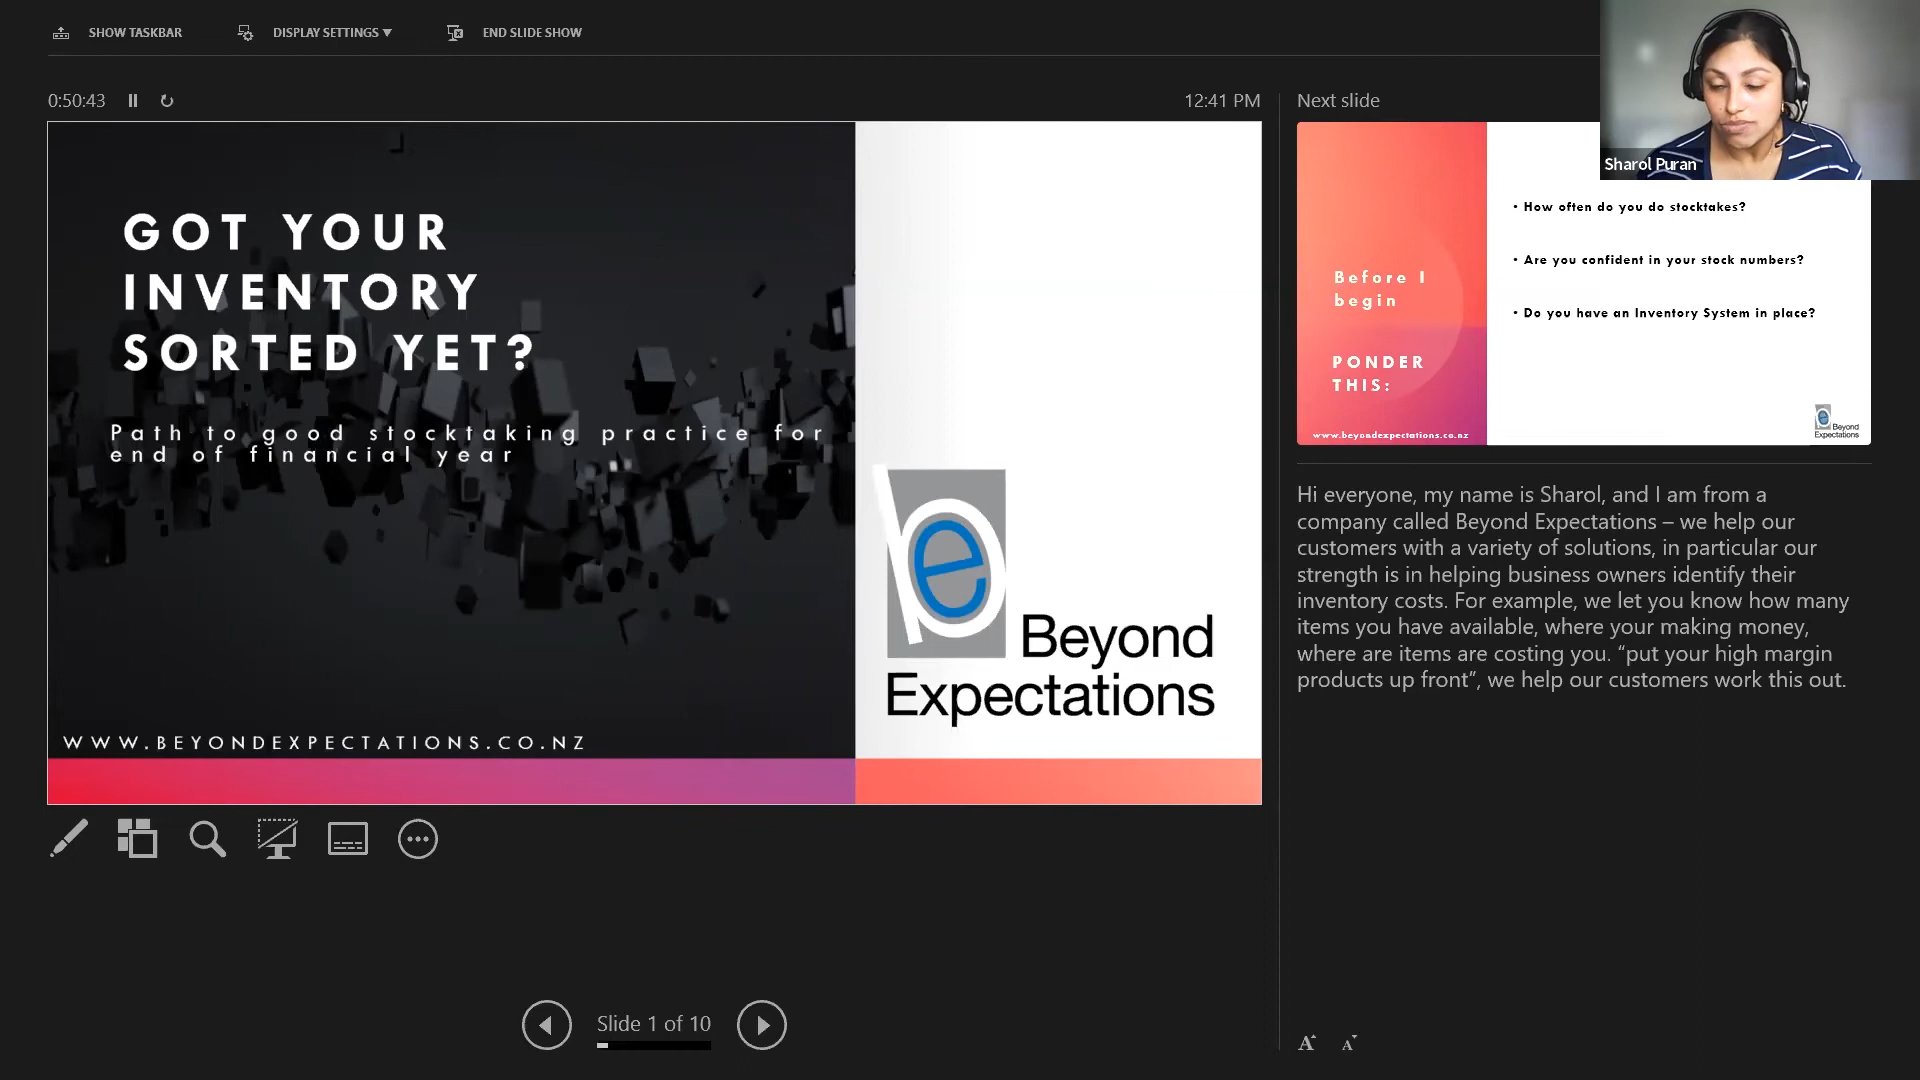 SHOW TASKBAR
DISPLAY SETTINGS ▼
END SLIDE SHOW
0:50:43
12:41 PM
GOT YOUR
INVENTORY
SORTED YET?
Path to good stocktaking practice for
end of financial year
WWW.BEYONDEXPECTATIONS.CO.NZ
be
Beyond
Expectations
Slide 1 of 10
Next slide
Sharol Puran
Before I
begin
PONDER
THIS:
www.beyondexpectations.co.nz
• How often do you do stocktakes?
• Are you confident in your stock numbers?
• Do you have an Inventory System in place?
be
Beyond
Expectations
Hi everyone, my name is Sharol, and I am from a
company called Beyond Expectations – we help our
customers with a variety of solutions, in particular our
strength is in helping business owners identify their
inventory costs. For example, we let you know how many
items you have available, where your making money,
where are items are costing you. “put your high margin
products up front”, we help our customers work this out.
A A